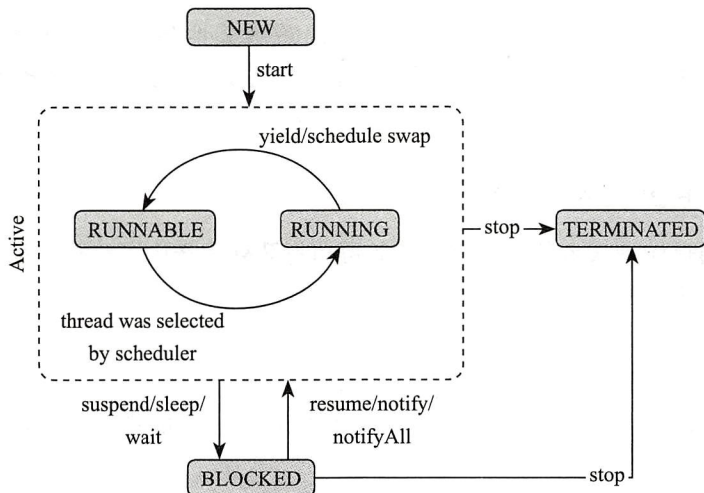 NEW
start
yield/schedule swap
Active
RUNNABLE
RUNNING
stop
TERMINATED
thread was selected
by scheduler
suspend/sleep/
wait
resume/notify/
notifyAll
BLOCKED
stop